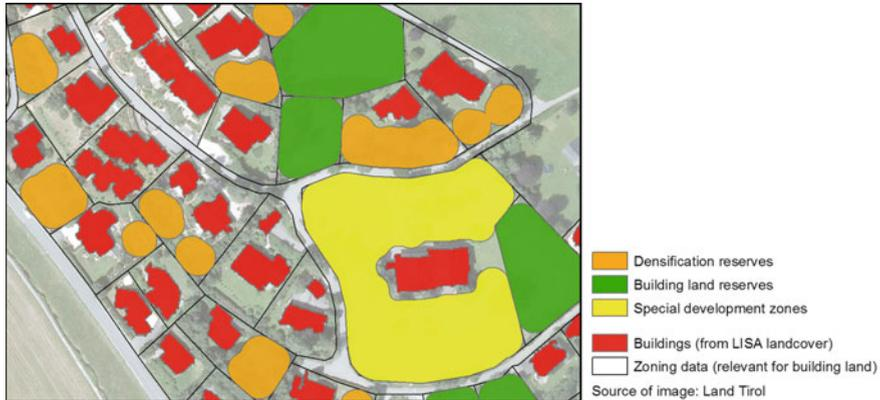 Densification reserves
Building land reserves
Special development zones
Buildings (from LISA landcover)
Zoning data (relevant for building land)
Source of image: Land Tirol